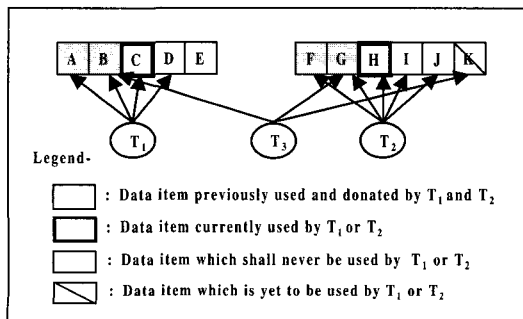 A B C D E F G H I J K
T1 T3 T2
Legend-
: Data item previously used and donated by T1 and T2
: Data item currently used by T1 or T2
: Data item which shall never be used by T1 or T2
: Data item which is yet to be used by T1 or T2